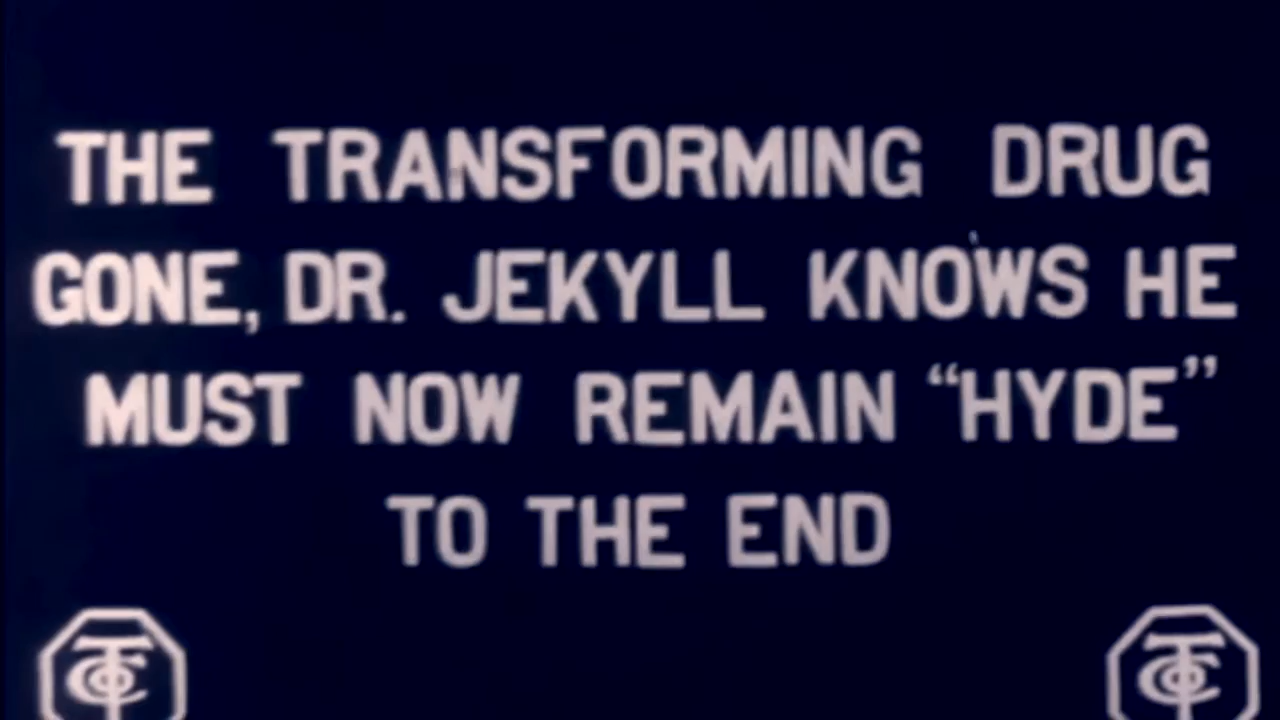 THE TRANSFORMING DRUG
GONE, DR. JEKYLL KNOWS HE
MUST NOW REMAIN “HYDE”
TO THE END